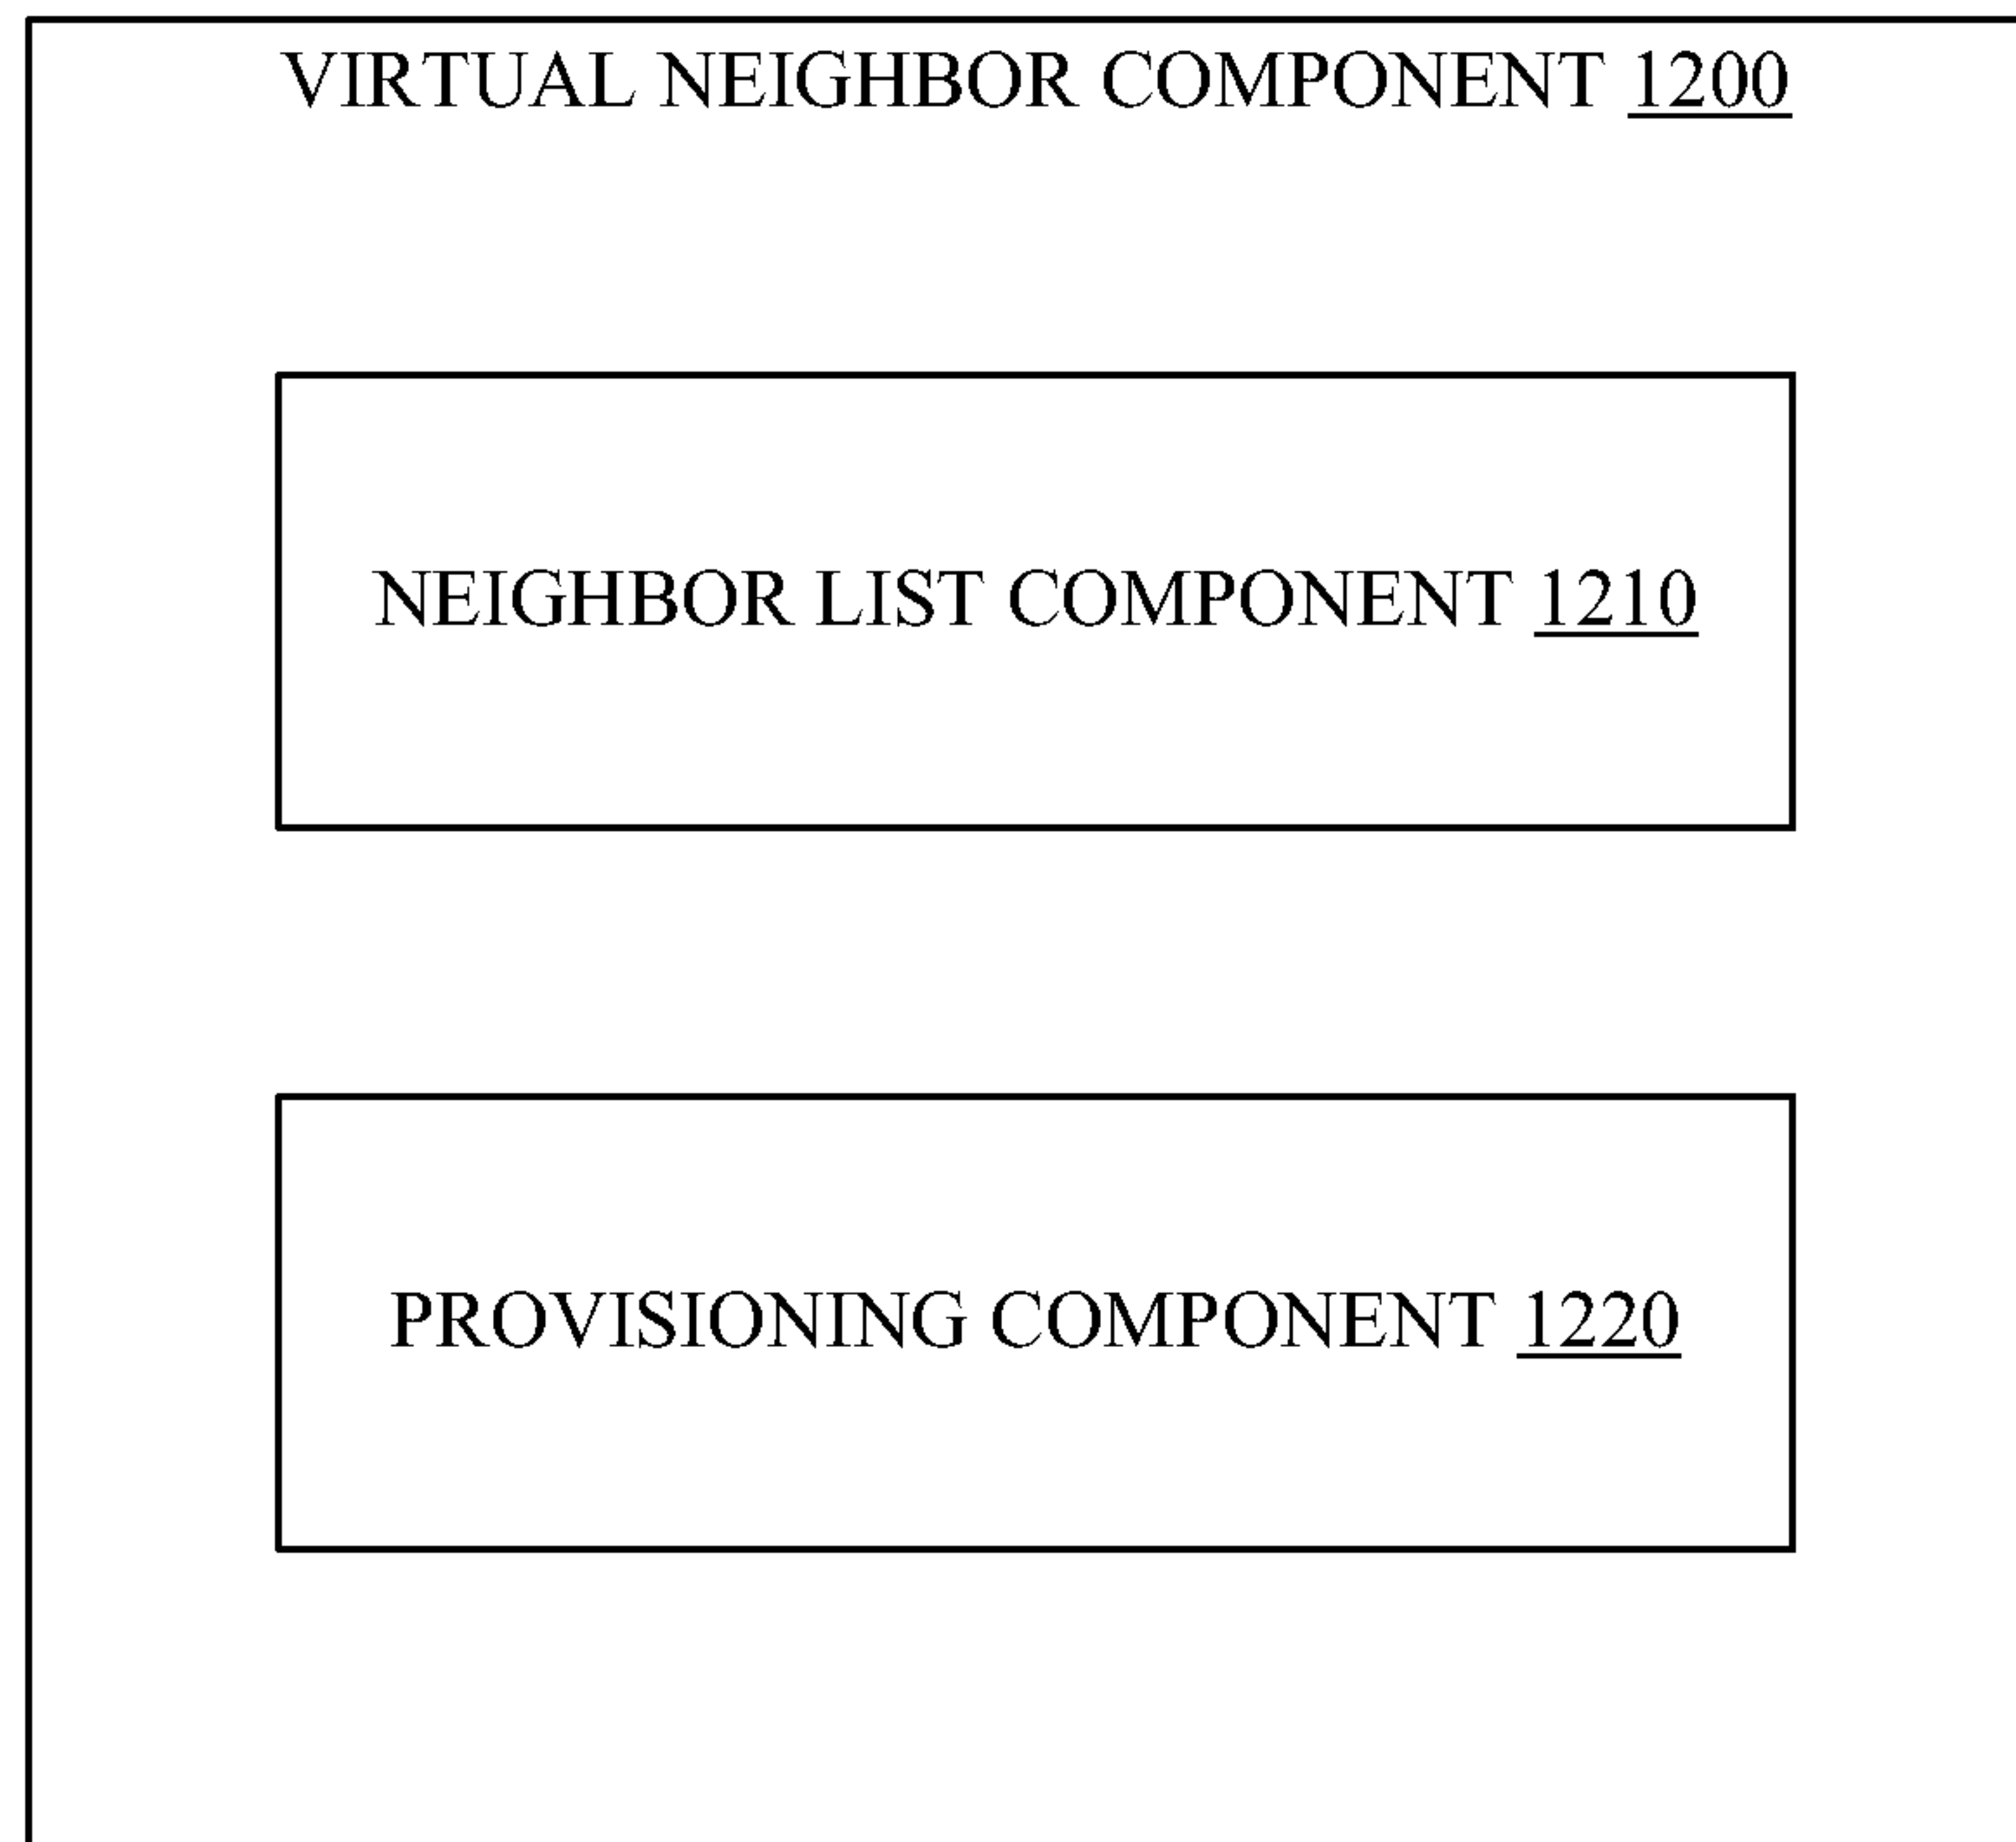 VIRTUAL NEIGHBOR COMPONENT 1200
NEIGHBOR LIST COMPONENT 1210
PROVISIONING COMPONENT 1220